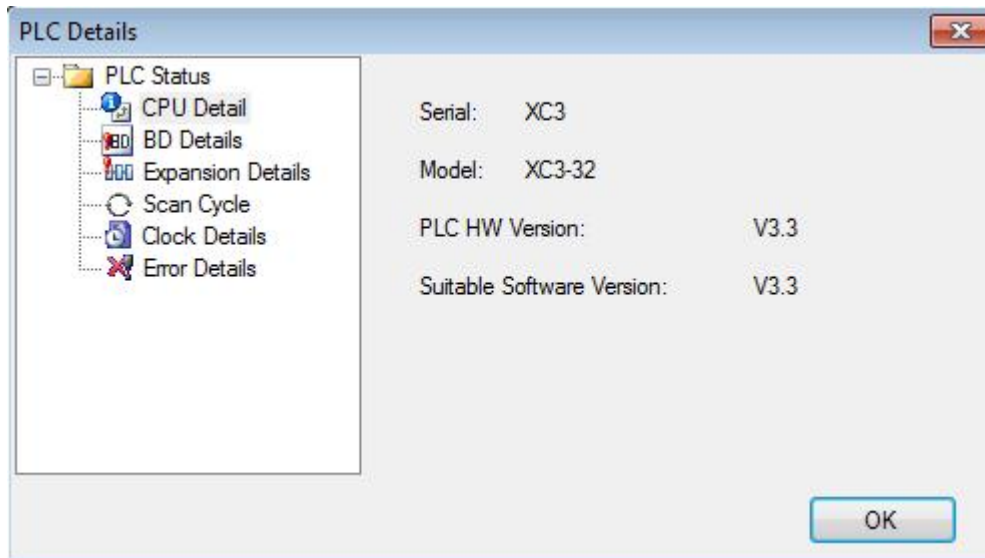 PLC Details
PLC Status
CPU Detail
BD Details
Expansion Details
Scan Cycle
Clock Details
Error Details
Serial: XC3
Model: XC3-32
PLC HW Version: V3.3
Suitable Software Version: V3.3
OK